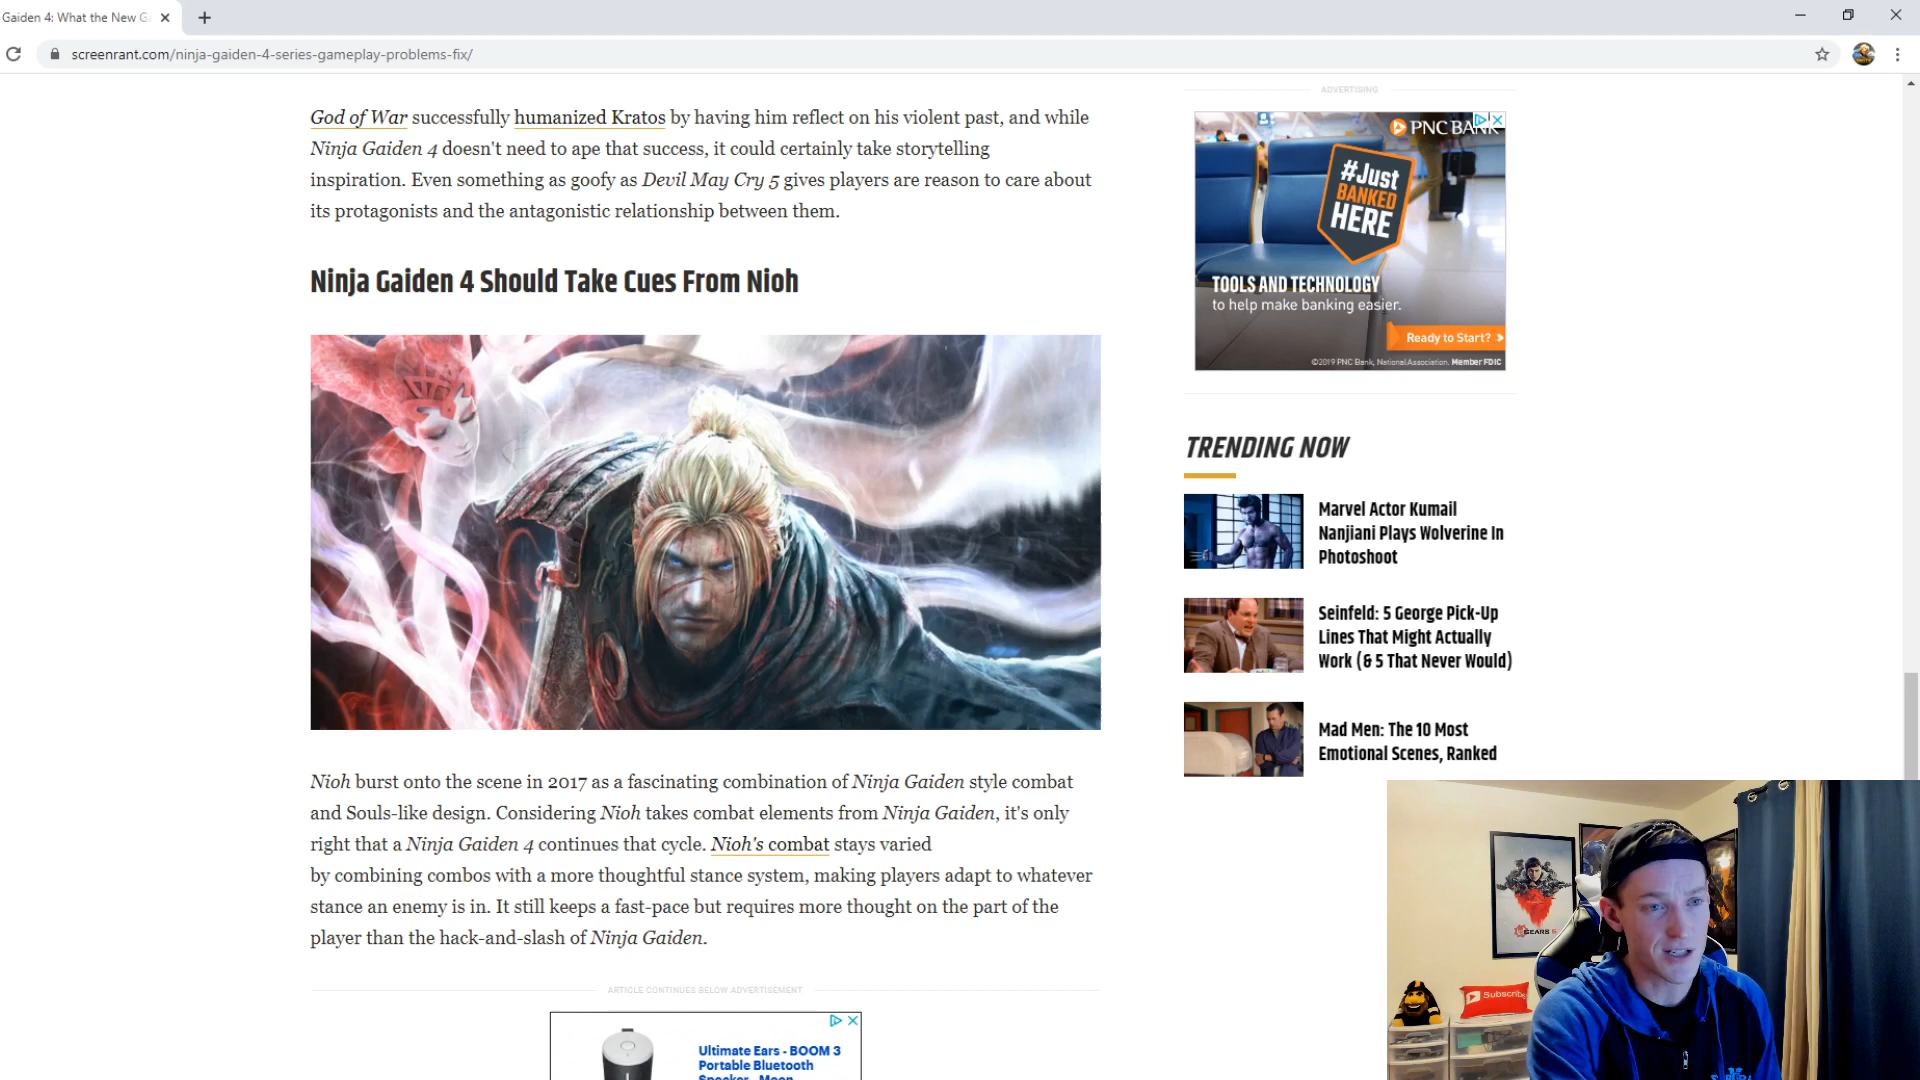 Gaiden 4: What the New G
screenrant.com/ninja-gaiden-4-series-gameplay-problems-fix/
God of War successfully humanized Kratos by having him reflect on his violent past, and while
Ninja Gaiden 4 doesn't need to ape that success, it could certainly take storytelling
inspiration. Even something as goofy as Devil May Cry 5 gives players are reason to care about
its protagonists and the antagonistic relationship between them.
Ninja Gaiden 4 Should Take Cues From Nioh
Nioh burst onto the scene in 2017 as a fascinating combination of Ninja Gaiden style combat
and Souls-like design. Considering Nioh takes combat elements from Ninja Gaiden, it's only
right that a Ninja Gaiden 4 continues that cycle. Nioh's combat stays varied
by combining combos with a more thoughtful stance system, making players adapt to whatever
stance an enemy is in. It still keeps a fast-pace but requires more thought on the part of the
player than the hack-and-slash of Ninja Gaiden.
ARTICLE CONTINUES BELOW ADVERTISEMENT
Ultimate Ears - BOOM 3
Portable Bluetooth
Speaker - Moon
ADVERTISING
PNC BANK
#Just
BANKED
HERE
TOOLS AND TECHNOLOGY
to help make banking easier.
Ready to Start?
©2019 PNC Bank, National Association. Member FDIC
TRENDING NOW
Marvel Actor Kumail
Nanjiani Plays Wolverine In
Photoshoot
Seinfeld: 5 George Pick-Up
Lines That Might Actually
Work (& 5 That Never Would)
Mad Men: The 10 Most
Emotional Scenes, Ranked
GEARS 5
Subscribe